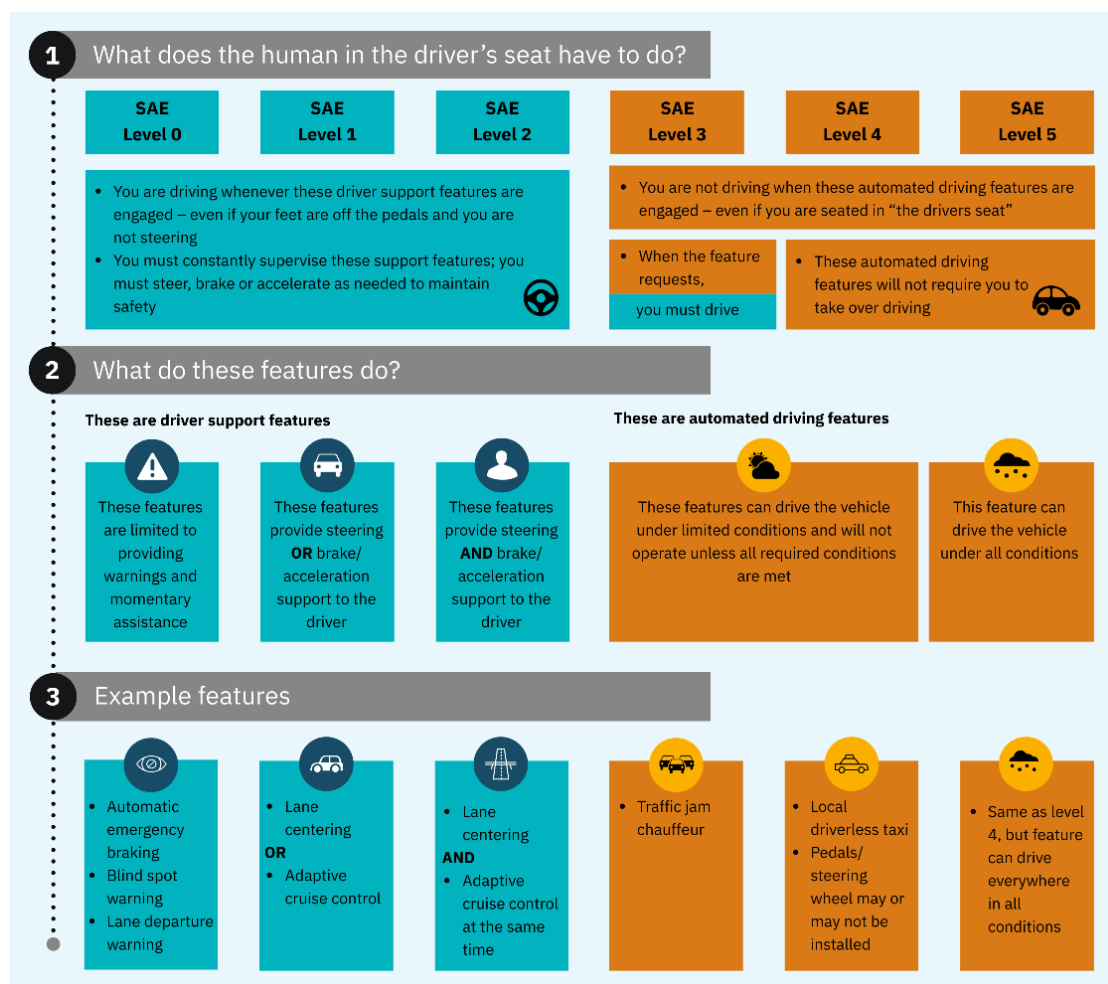 1
What does the human in the driver's seat have to do?
SAE
Level 0
SAE
Level 1
SAE
Level 2
SAE
Level 3
SAE
Level 4
SAE
Level 5
• You are driving whenever these driver support features are
engaged – even if your feet are off the pedals and you are
not steering
• You must constantly supervise these support features; you
must steer, brake or accelerate as needed to maintain
safety
• You are not driving when these automated driving features are
engaged – even if you are seated in “the drivers seat”
• When the feature
requests,
you must drive
• These automated driving
features will not require you to
take over driving
2
What do these features do?
These are driver support features
These are automated driving features
These features
are limited to
providing
warnings and
momentary
assistance
These features
provide steering
OR brake/
acceleration
support to the
driver
These features
provide steering
AND brake/
acceleration
support to the
driver
These features can drive the vehicle
under limited conditions and will not
operate unless all required conditions
are met
This feature can
drive the vehicle
under all conditions
3
Example features
• Automatic
emergency
braking
• Blind spot
warning
• Lane departure
warning
• Lane
centering
OR
• Adaptive
cruise control
• Lane
centering
AND
• Adaptive
cruise control
at the same
time
• Traffic jam
chauffeur
• Local
driverless taxi
• Pedals/
steering
wheel may or
may not be
installed
• Same as level
4, but feature
can drive
everywhere
in all
conditions